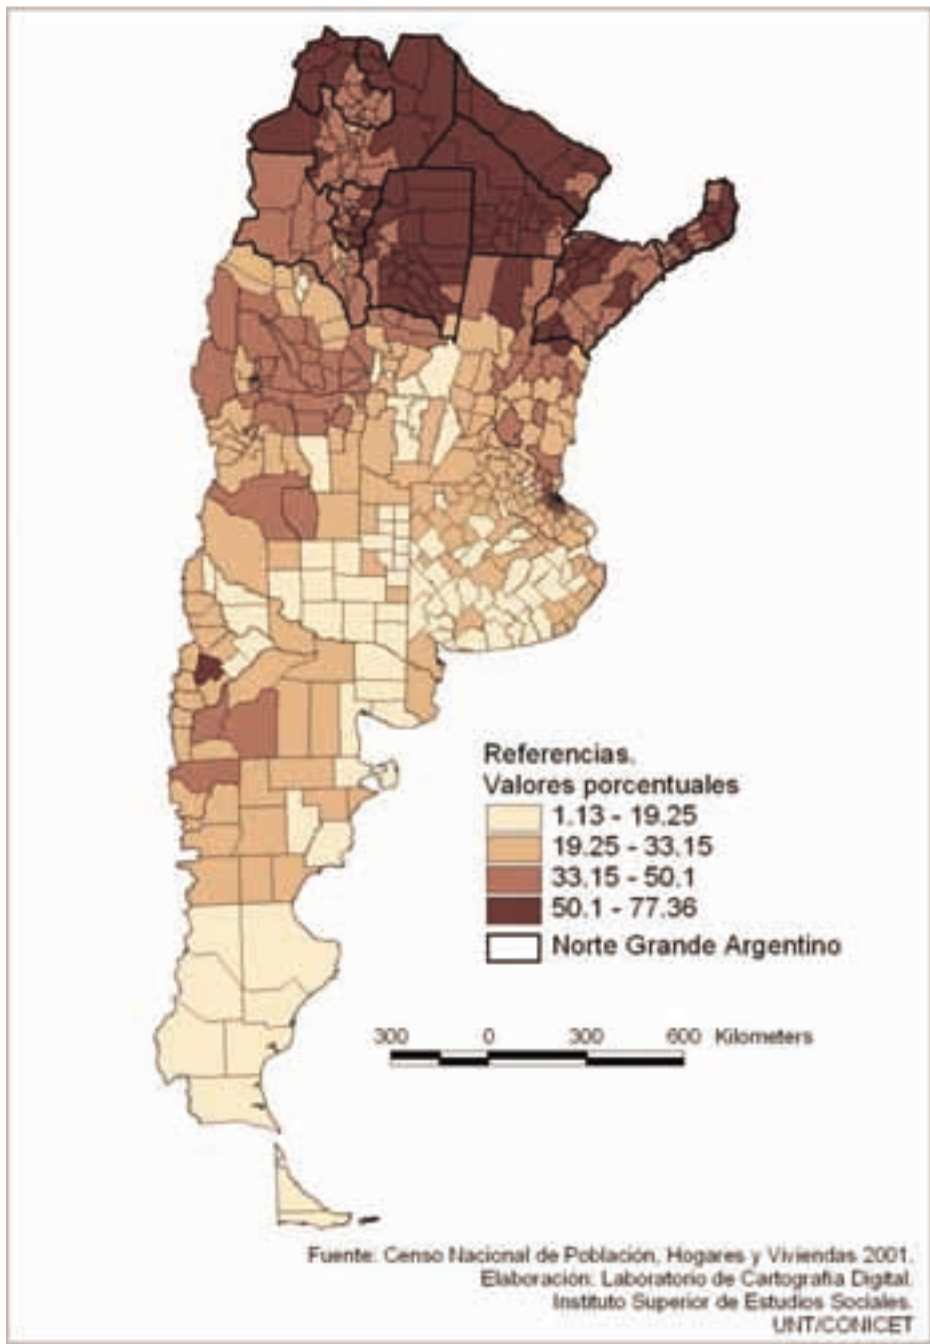 Referencias.
Valores porcentuales
1.13 - 19.25
19.25 - 33.15
33.15 - 50.1
50.1 - 77.36
Norte Grande Argentino
300 0 300 600 Kilometers
Fuente: Censo Nacional de Población, Hogares y Viviendas 2001.
Elaboración: Laboratorio de Cartografía Digital.
Instituto Superior de Estudios Sociales.
UNT/CONICET